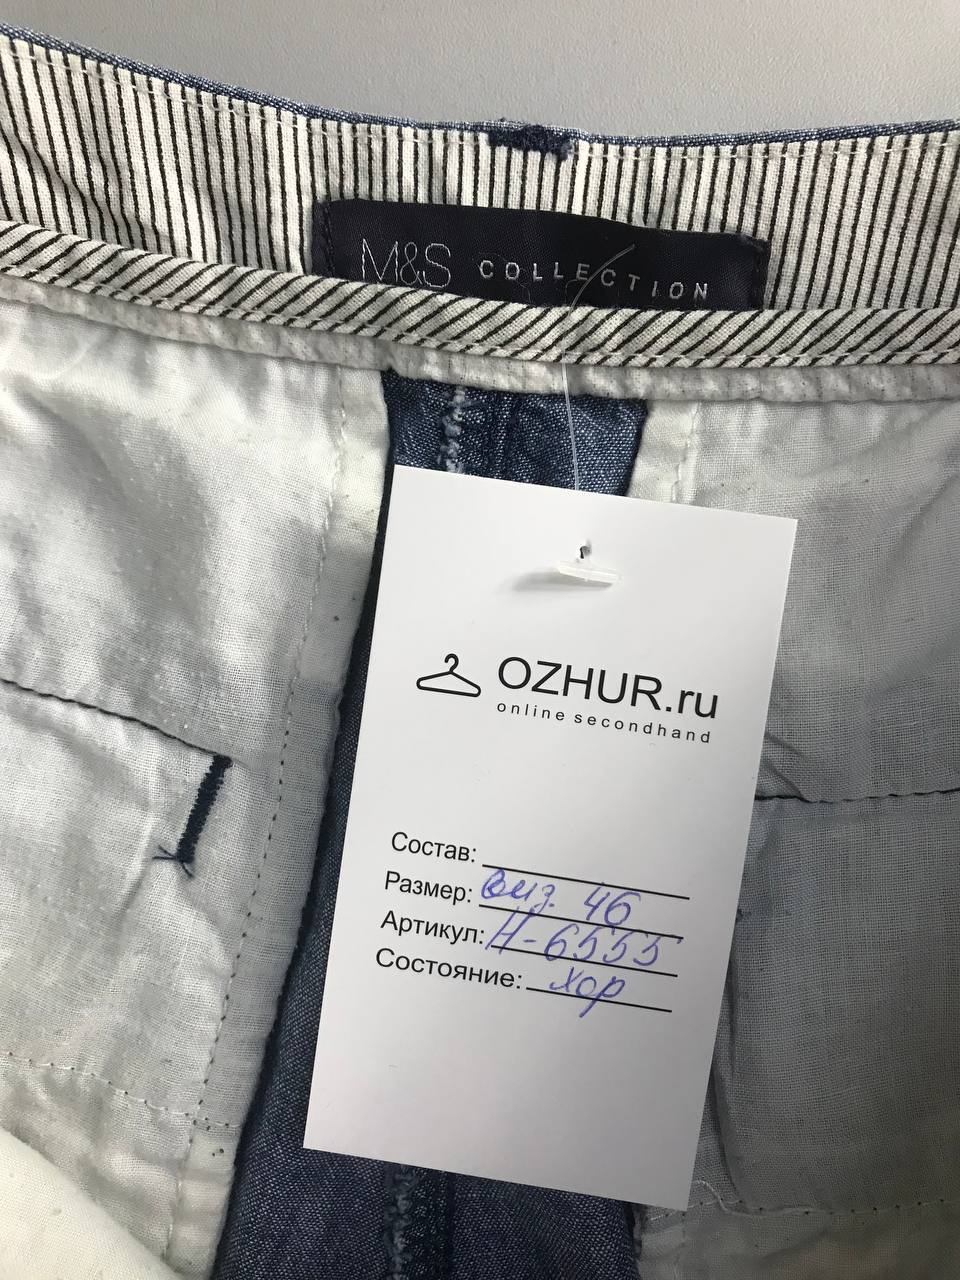 M&S COLLECTION
OZHUR.ru
online secondhand
Состав:
Размер: виз. 46
Артикул: Н-6555
Состояние: хор